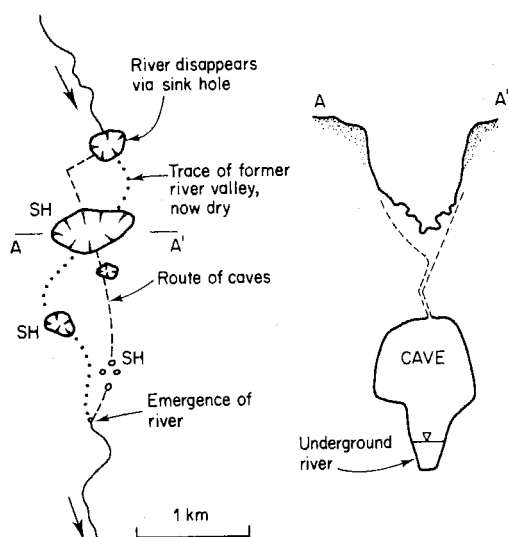 River disappears
via sink hole
Trace of former
river valley,
now dry
SH
A
A'
Route of caves
SH
SH
Emergence of
river
1 km
A
A'
CAVE
Underground
river